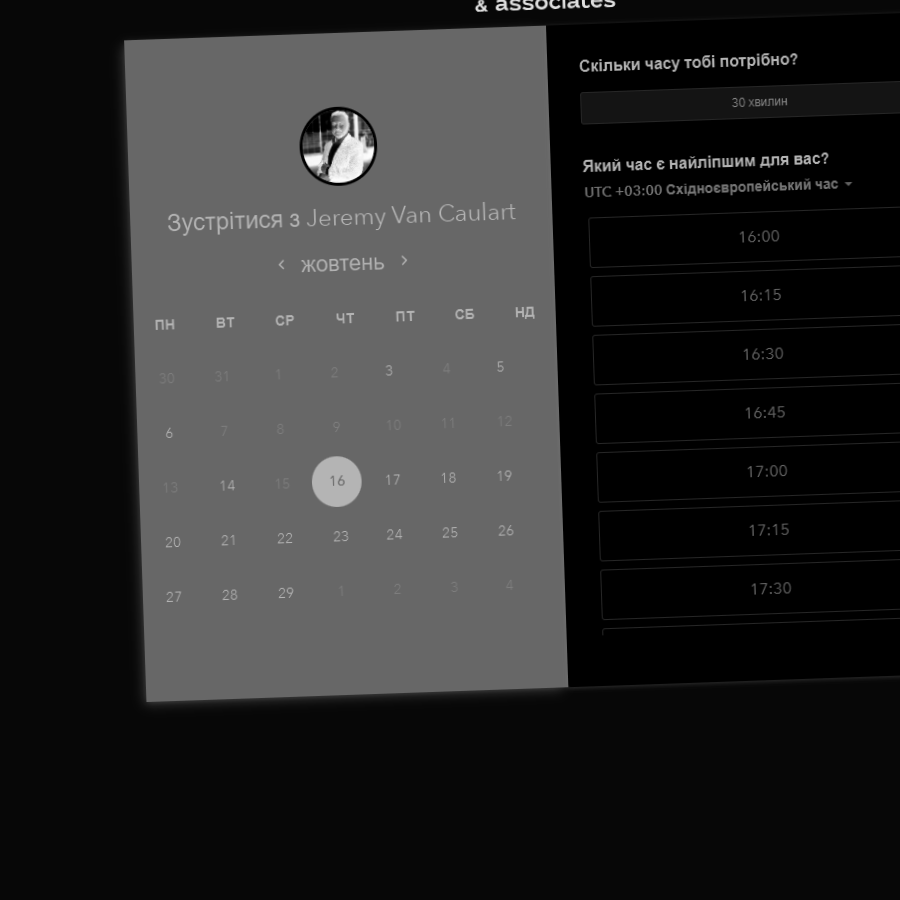 & associates
Зустрітися з Jeremy Van Caulart
жовтень
ПН ВТ СР ЧТ ПТ СБ НД
30 31 1 2 3 4 5
6 7 8 9 10 11 12
13 14 15 16 17 18 19
20 21 22 23 24 25 26
27 28 29 1 2 3 4
Скільки часу тобі потрібно?
30 хвилин
Який час є найліпшим для вас?
UTC +03:00 Східноєвропейський час
16:00
16:15
16:30
16:45
17:00
17:15
17:30